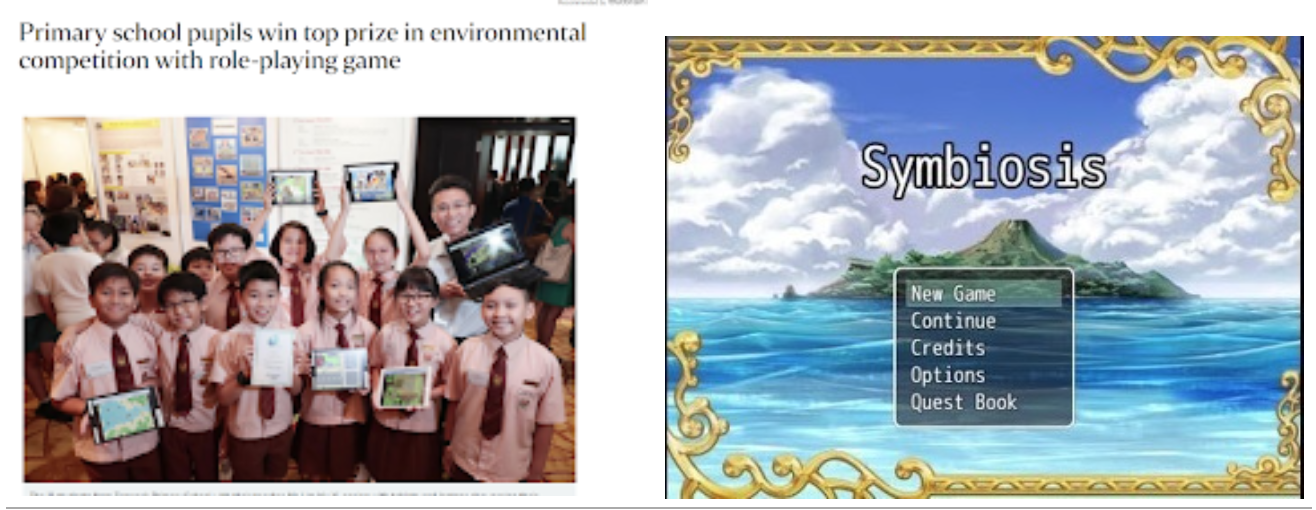 Primary school pupils win top prize in environmental
competition with role-playing game
Symbiosis
New Game
Continue
Credits
Options
Quest Book